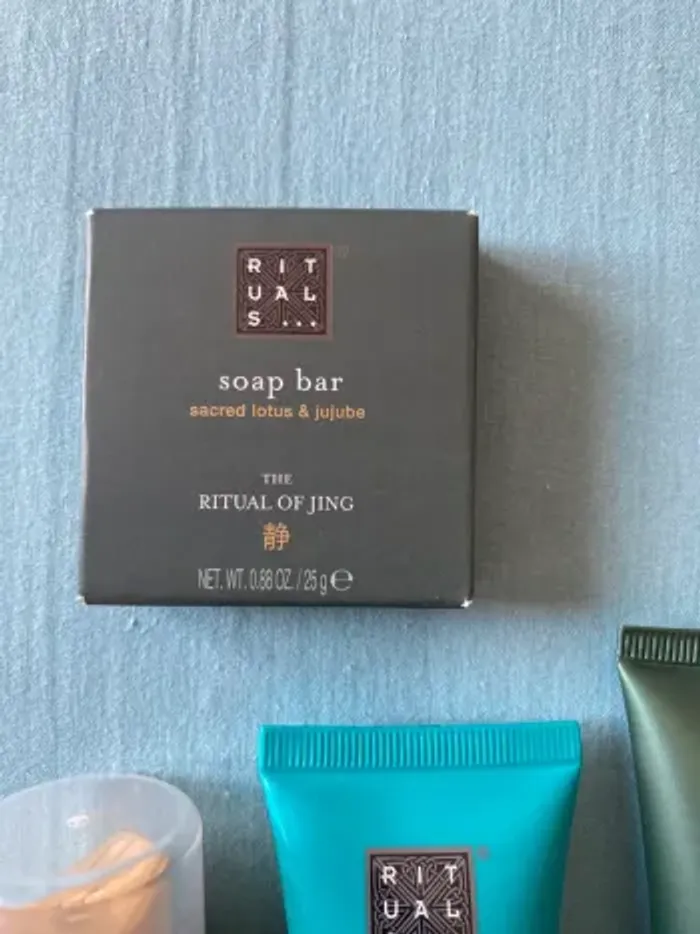 R I T
U A L
S ...
soap bar
sacred lotus & jujube
THE
RITUAL OF JING
静
NET. WT. 0.88 OZ. / 25 g ℮
R I T
U A L